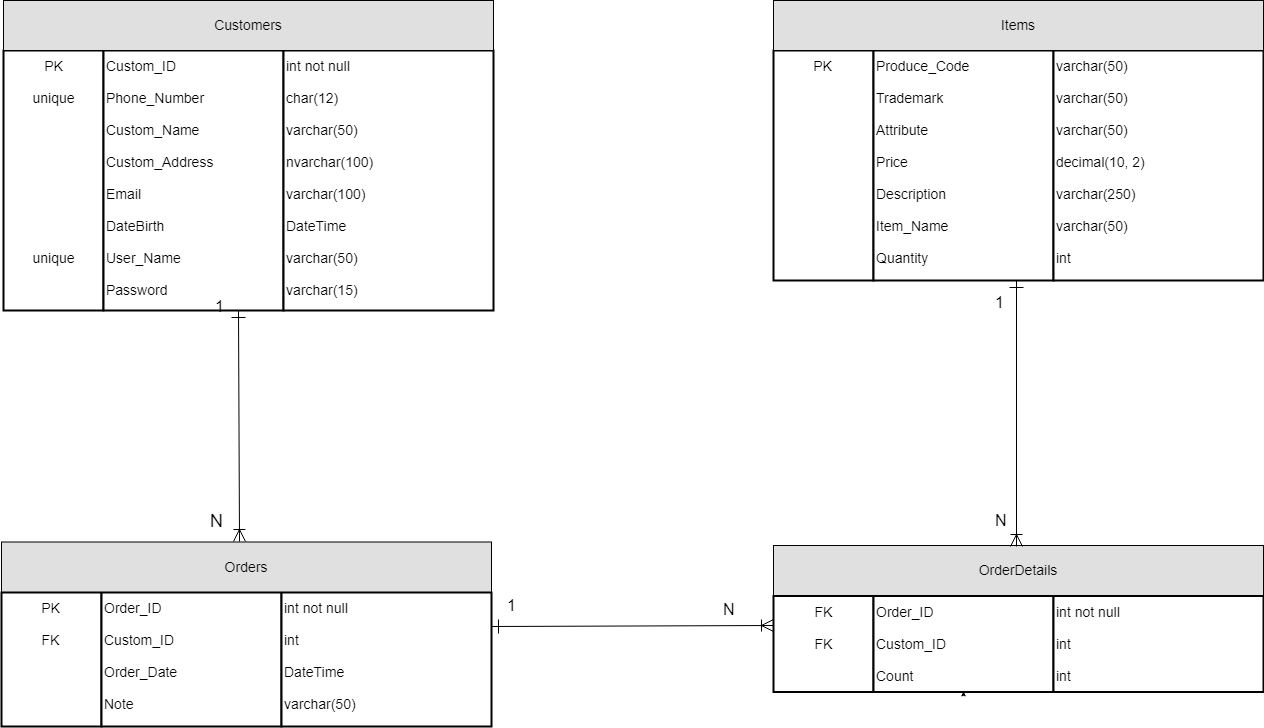 Customers
PK Custom_ID int not null
unique Phone_Number char(12)
Custom_Name varchar(50)
Custom_Address nvarchar(100)
Email varchar(100)
DateBirth DateTime
unique User_Name varchar(50)
Password varchar(15)
Items
PK Produce_Code varchar(50)
Trademark varchar(50)
Attribute varchar(50)
Price decimal(10, 2)
Description varchar(250)
Item_Name varchar(50)
Quantity int
1
1
N
N
Orders
PK Order_ID int not null
FK Custom_ID int
Order_Date DateTime
Note varchar(50)
1
N
OrderDetails
FK Order_ID int not null
FK Custom_ID int
Count int